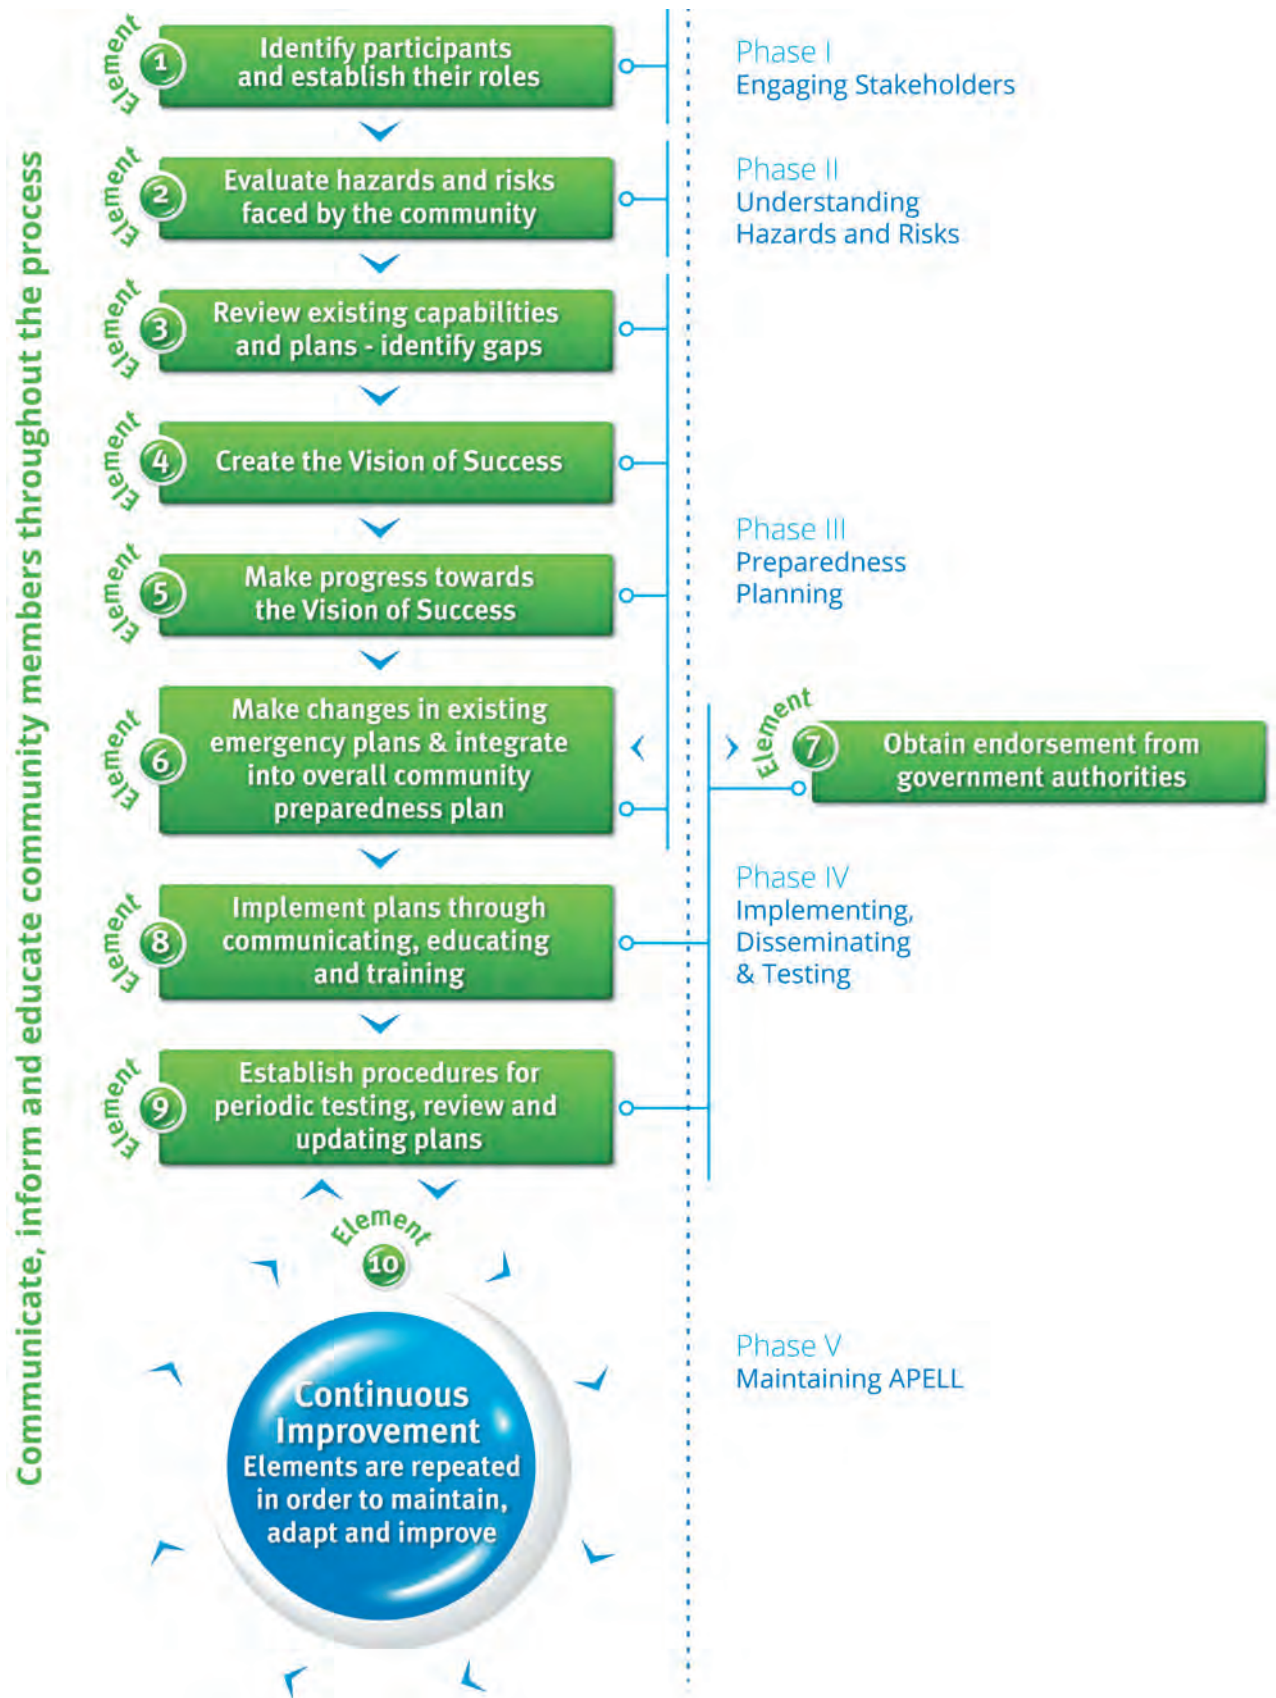 Communicate, inform and educate community members throughout the process
Element
1
Identify participants
and establish their roles
Phase I
Engaging Stakeholders
Element
2
Evaluate hazards and risks
faced by the community
Phase II
Understanding
Hazards and Risks
Element
3
Review existing capabilities
and plans - identify gaps
Element
4
Create the Vision of Success
Phase III
Preparedness
Planning
Element
5
Make progress towards
the Vision of Success
Element
6
Make changes in existing
emergency plans & integrate
into overall community
preparedness plan
Element
7
Obtain endorsement from
government authorities
Phase IV
Implementing,
Disseminating
& Testing
Element
8
Implement plans through
communicating, educating
and training
Element
9
Establish procedures for
periodic testing, review and
updating plans
Element
10
Continuous
Improvement
Elements are repeated
in order to maintain,
adapt and improve
Phase V
Maintaining APELL